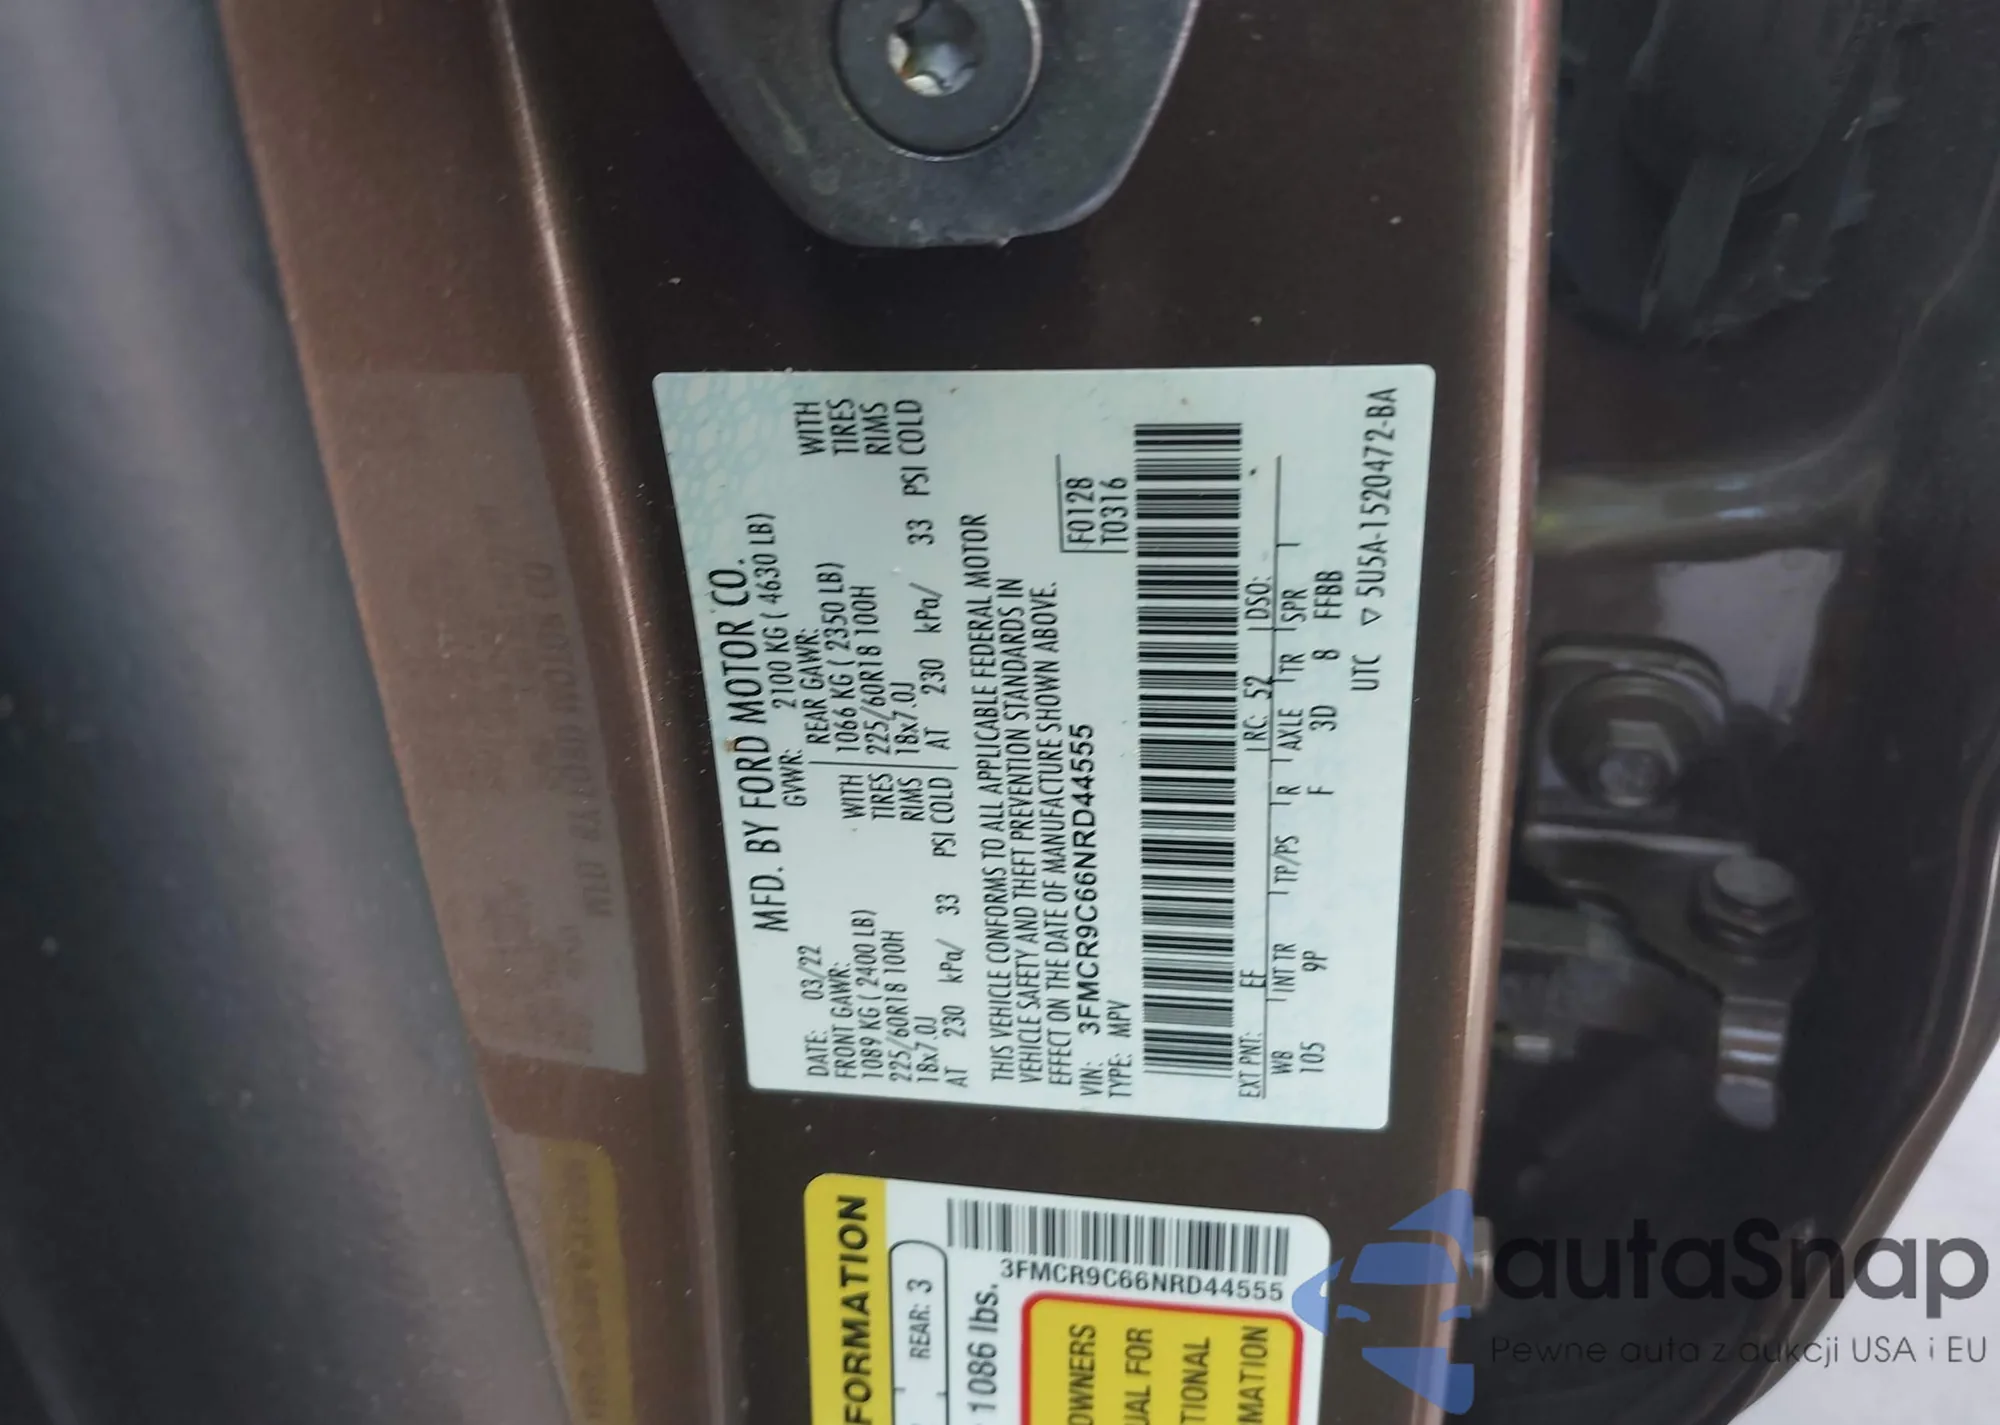 MFD. BY FORD MOTOR CO.
DATE: 03/22 GVWR: 2100 KG ( 4630 LB)
FRONT GAWR: REAR GAWR:
1089 KG ( 2400 LB) WITH 1066 KG ( 2350 LB) WITH
225/60R18 100H TIRES 225/60R18 100H TIRES
18x7.0J RIMS 18x7.0J RIMS
AT 230 kPa/ 33 PSI COLD AT 230 kPa/ 33 PSI COLD
THIS VEHICLE CONFORMS TO ALL APPLICABLE FEDERAL MOTOR
VEHICLE SAFETY AND THEFT PREVENTION STANDARDS IN
EFFECT ON THE DATE OF MANUFACTURE SHOWN ABOVE.
VIN: 3FMCR9C66NRD44555 F0128
TYPE: MPV T0316
EXT PNT: EE RC: 52 DSO:
WB INT TR TP/PS R AXLE TR SPR
105 9P F 3D 8 FFBB
UTC ▽ 5U5A-1520472-BA
FORMATION
REAR: 3
1086 lbs.
3FMCR9C66NRD44555
OWNERS
UAL FOR
TIONAL
MATION
autoSnap
Pewne auta z aukcji USA i EU